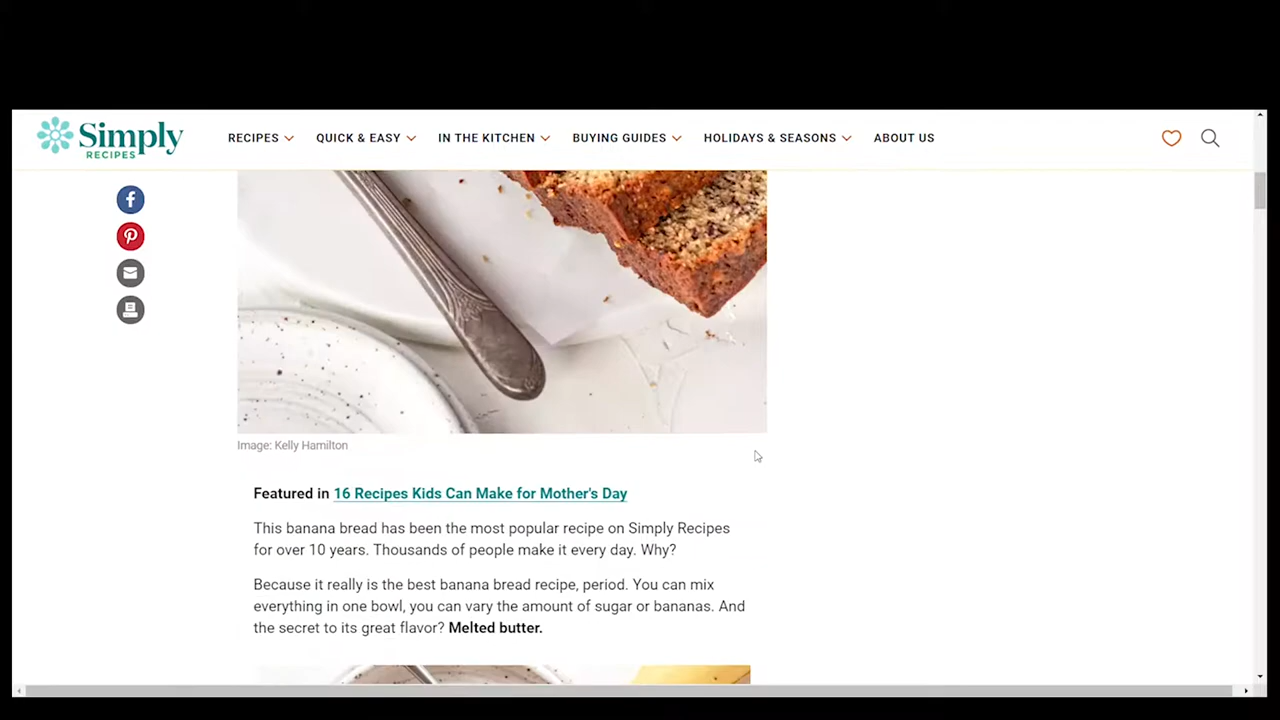 Simply
RECIPES
RECIPES QUICK & EASY IN THE KITCHEN BUYING GUIDES HOLIDAYS & SEASONS ABOUT US
Image: Kelly Hamilton
Featured in 16 Recipes Kids Can Make for Mother's Day
This banana bread has been the most popular recipe on Simply Recipes
for over 10 years. Thousands of people make it every day. Why?
Because it really is the best banana bread recipe, period. You can mix
everything in one bowl, you can vary the amount of sugar or bananas. And
the secret to its great flavor? Melted butter.